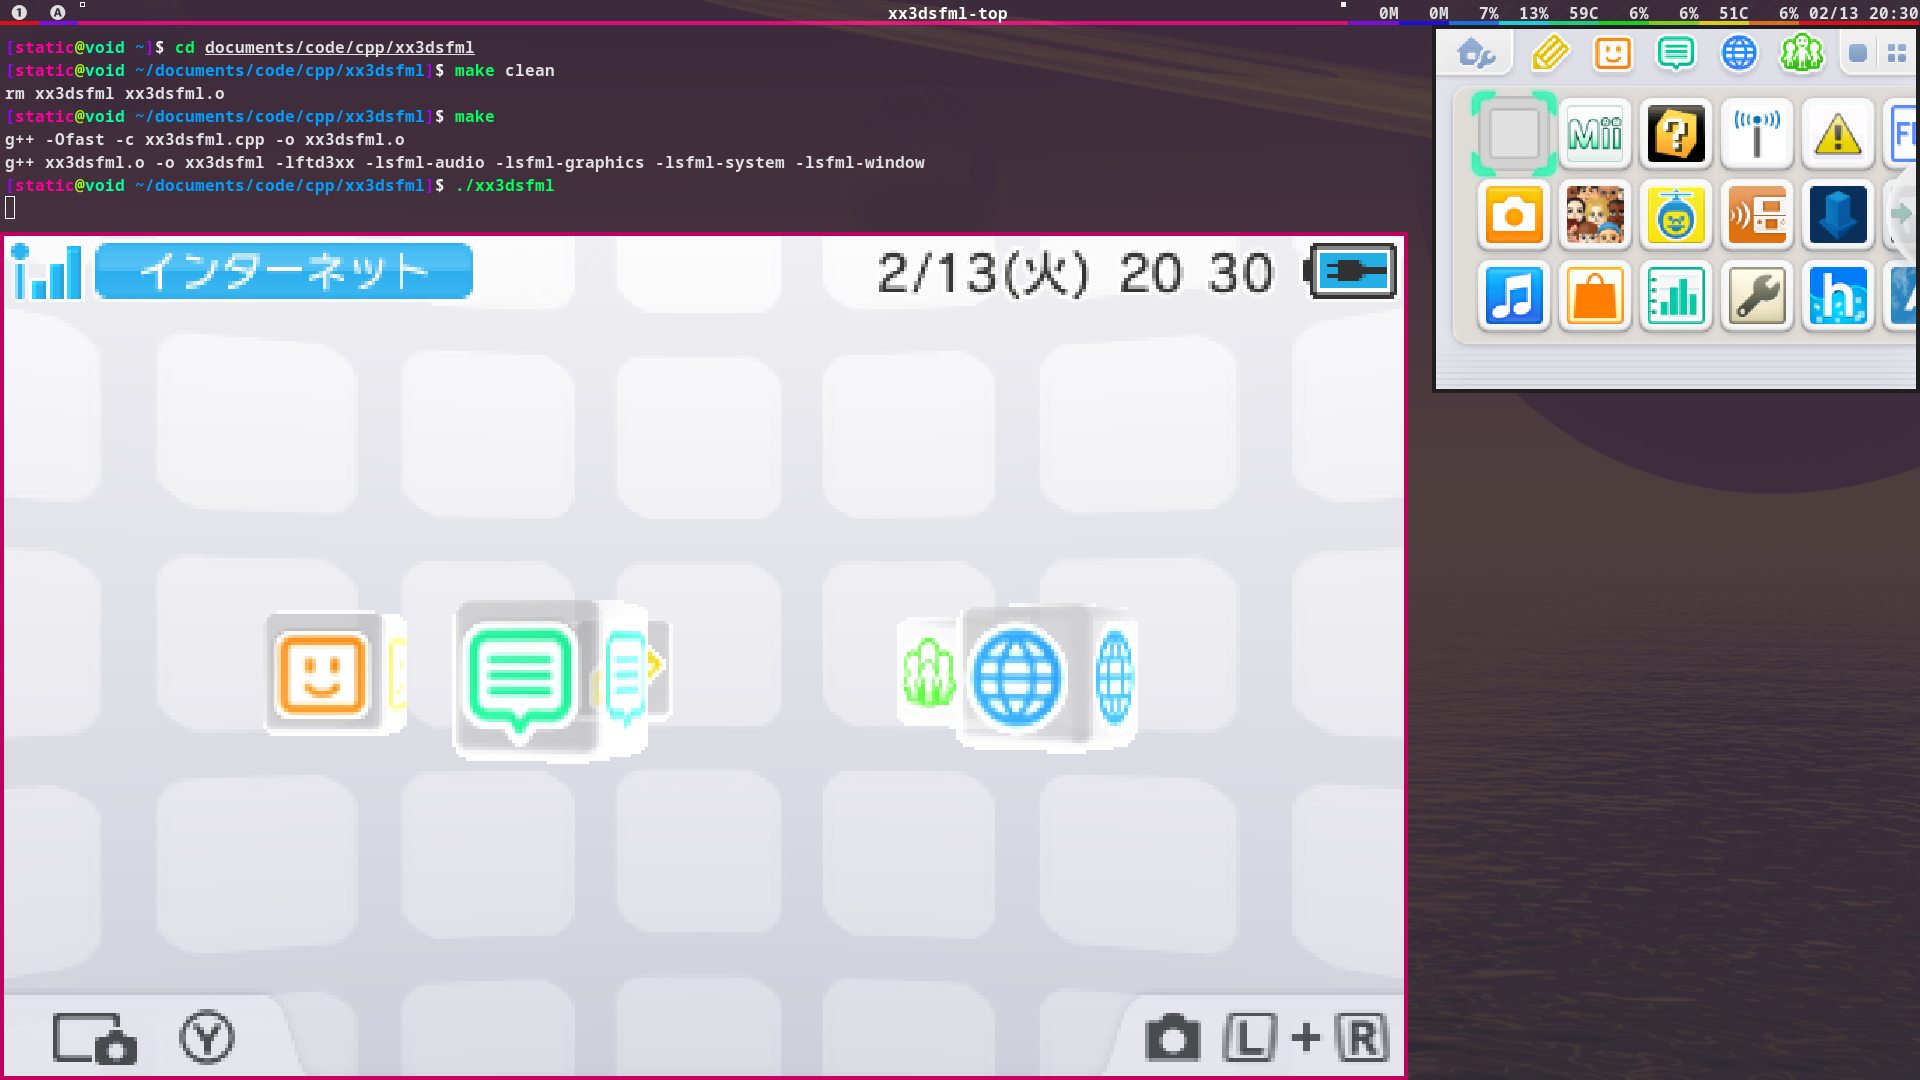 1 A xx3dsfml-top 0M 0M 7% 13% 59C 6% 6% 51C 6% 02/13 20:30
[static@void ~]$ cd documents/code/cpp/xx3dsfml
[static@void ~/documents/code/cpp/xx3dsfml]$ make clean
rm xx3dsfml xx3dsfml.o
[static@void ~/documents/code/cpp/xx3dsfml]$ make
g++ -Ofast -c xx3dsfml.cpp -o xx3dsfml.o
g++ xx3dsfml.o -o xx3dsfml -lftd3xx -lsfml-audio -lsfml-graphics -lsfml-system -lsfml-window
[static@void ~/documents/code/cpp/xx3dsfml]$ ./xx3dsfml
インターネット 2/13(火) 20 30
Y
L + R
Mii
?
h